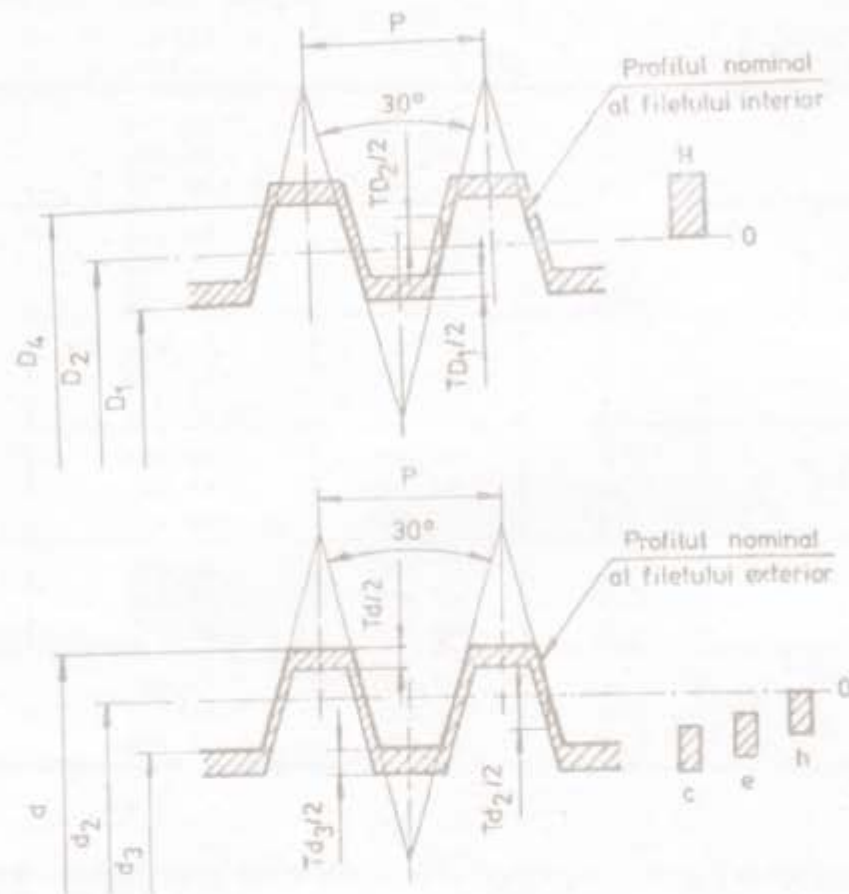 P
Profilul nominal
al filetului interior
30°
TD2/2
H
0
D4
D2
D1
TD1/2
P
30°
Profilul nominal
al filetului exterior
Td/2
0
c
e
h
d
d2
d3
Td3/2
Td2/2